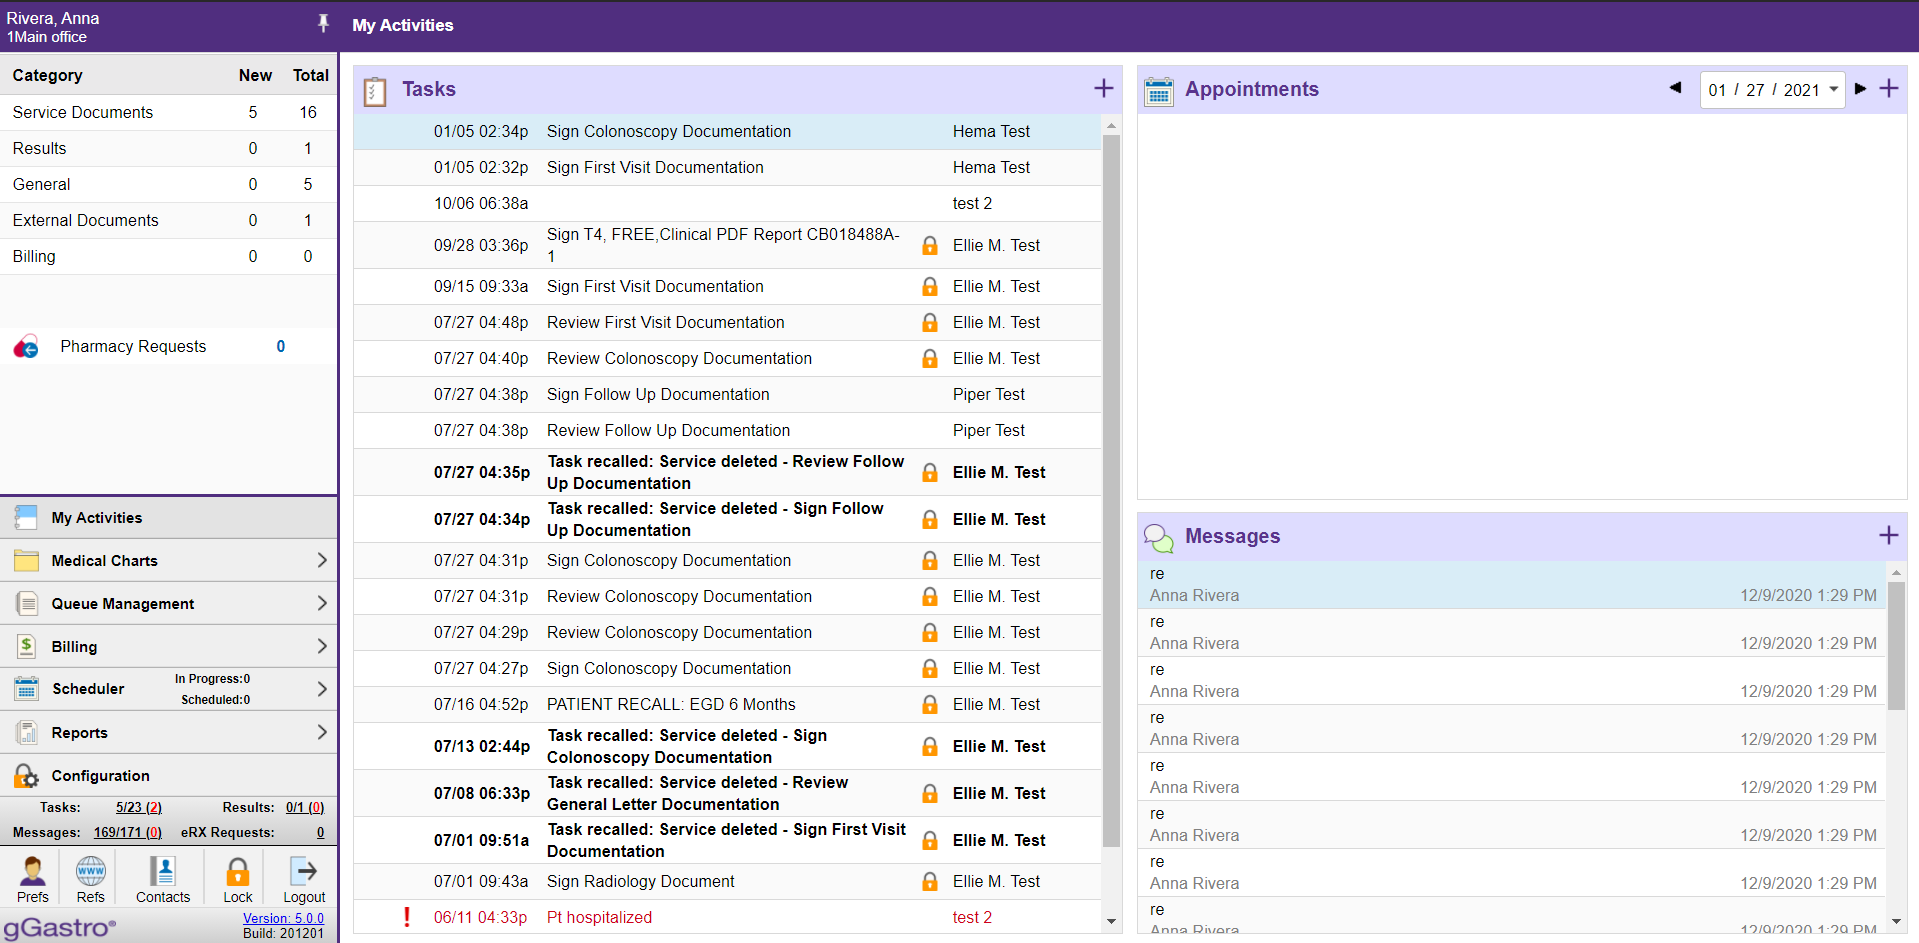 Rivera, Anna
1Main office
My Activities
Category New Total
Service Documents 5 16
Results 0 1
General 0 5
External Documents 0 1
Billing 0 0
Pharmacy Requests 0
My Activities
Medical Charts
Queue Management
Billing
Scheduler In Progress:0
Scheduled:0
Reports
Configuration
Tasks: 5/23 (2) Results: 0/1 (0)
Messages: 169/171 (0) eRX Requests: 0
Prefs Refs Contacts Lock Logout
www
gGastro®
Version: 5.0.0
Build: 201201
Tasks
01/05 02:34p Sign Colonoscopy Documentation Hema Test
01/05 02:32p Sign First Visit Documentation Hema Test
10/06 06:38a test 2
09/28 03:36p Sign T4, FREE,Clinical PDF Report CB018488A-
1 Ellie M. Test
09/15 09:33a Sign First Visit Documentation Ellie M. Test
07/27 04:48p Review First Visit Documentation Ellie M. Test
07/27 04:40p Review Colonoscopy Documentation Ellie M. Test
07/27 04:38p Sign Follow Up Documentation Piper Test
07/27 04:38p Review Follow Up Documentation Piper Test
07/27 04:35p Task recalled: Service deleted - Review Follow
Up Documentation Ellie M. Test
07/27 04:34p Task recalled: Service deleted - Sign Follow
Up Documentation Ellie M. Test
07/27 04:31p Sign Colonoscopy Documentation Ellie M. Test
07/27 04:31p Review Colonoscopy Documentation Ellie M. Test
07/27 04:29p Review Colonoscopy Documentation Ellie M. Test
07/27 04:27p Sign Colonoscopy Documentation Ellie M. Test
07/16 04:52p PATIENT RECALL: EGD 6 Months Ellie M. Test
07/13 02:44p Task recalled: Service deleted - Sign
Colonoscopy Documentation Ellie M. Test
07/08 06:33p Task recalled: Service deleted - Review
General Letter Documentation Ellie M. Test
07/01 09:51a Task recalled: Service deleted - Sign First Visit
Documentation Ellie M. Test
07/01 09:43a Sign Radiology Document Ellie M. Test
! 06/11 04:33p Pt hospitalized test 2
Appointments 01 / 27 / 2021
Messages
re
Anna Rivera 12/9/2020 1:29 PM
re
Anna Rivera 12/9/2020 1:29 PM
re
Anna Rivera 12/9/2020 1:29 PM
re
Anna Rivera 12/9/2020 1:29 PM
re
Anna Rivera 12/9/2020 1:29 PM
re
Anna Rivera 12/9/2020 1:29 PM
re
Anna Rivera 12/9/2020 1:29 PM
re
Anna Rivera 12/9/2020 1:29 PM